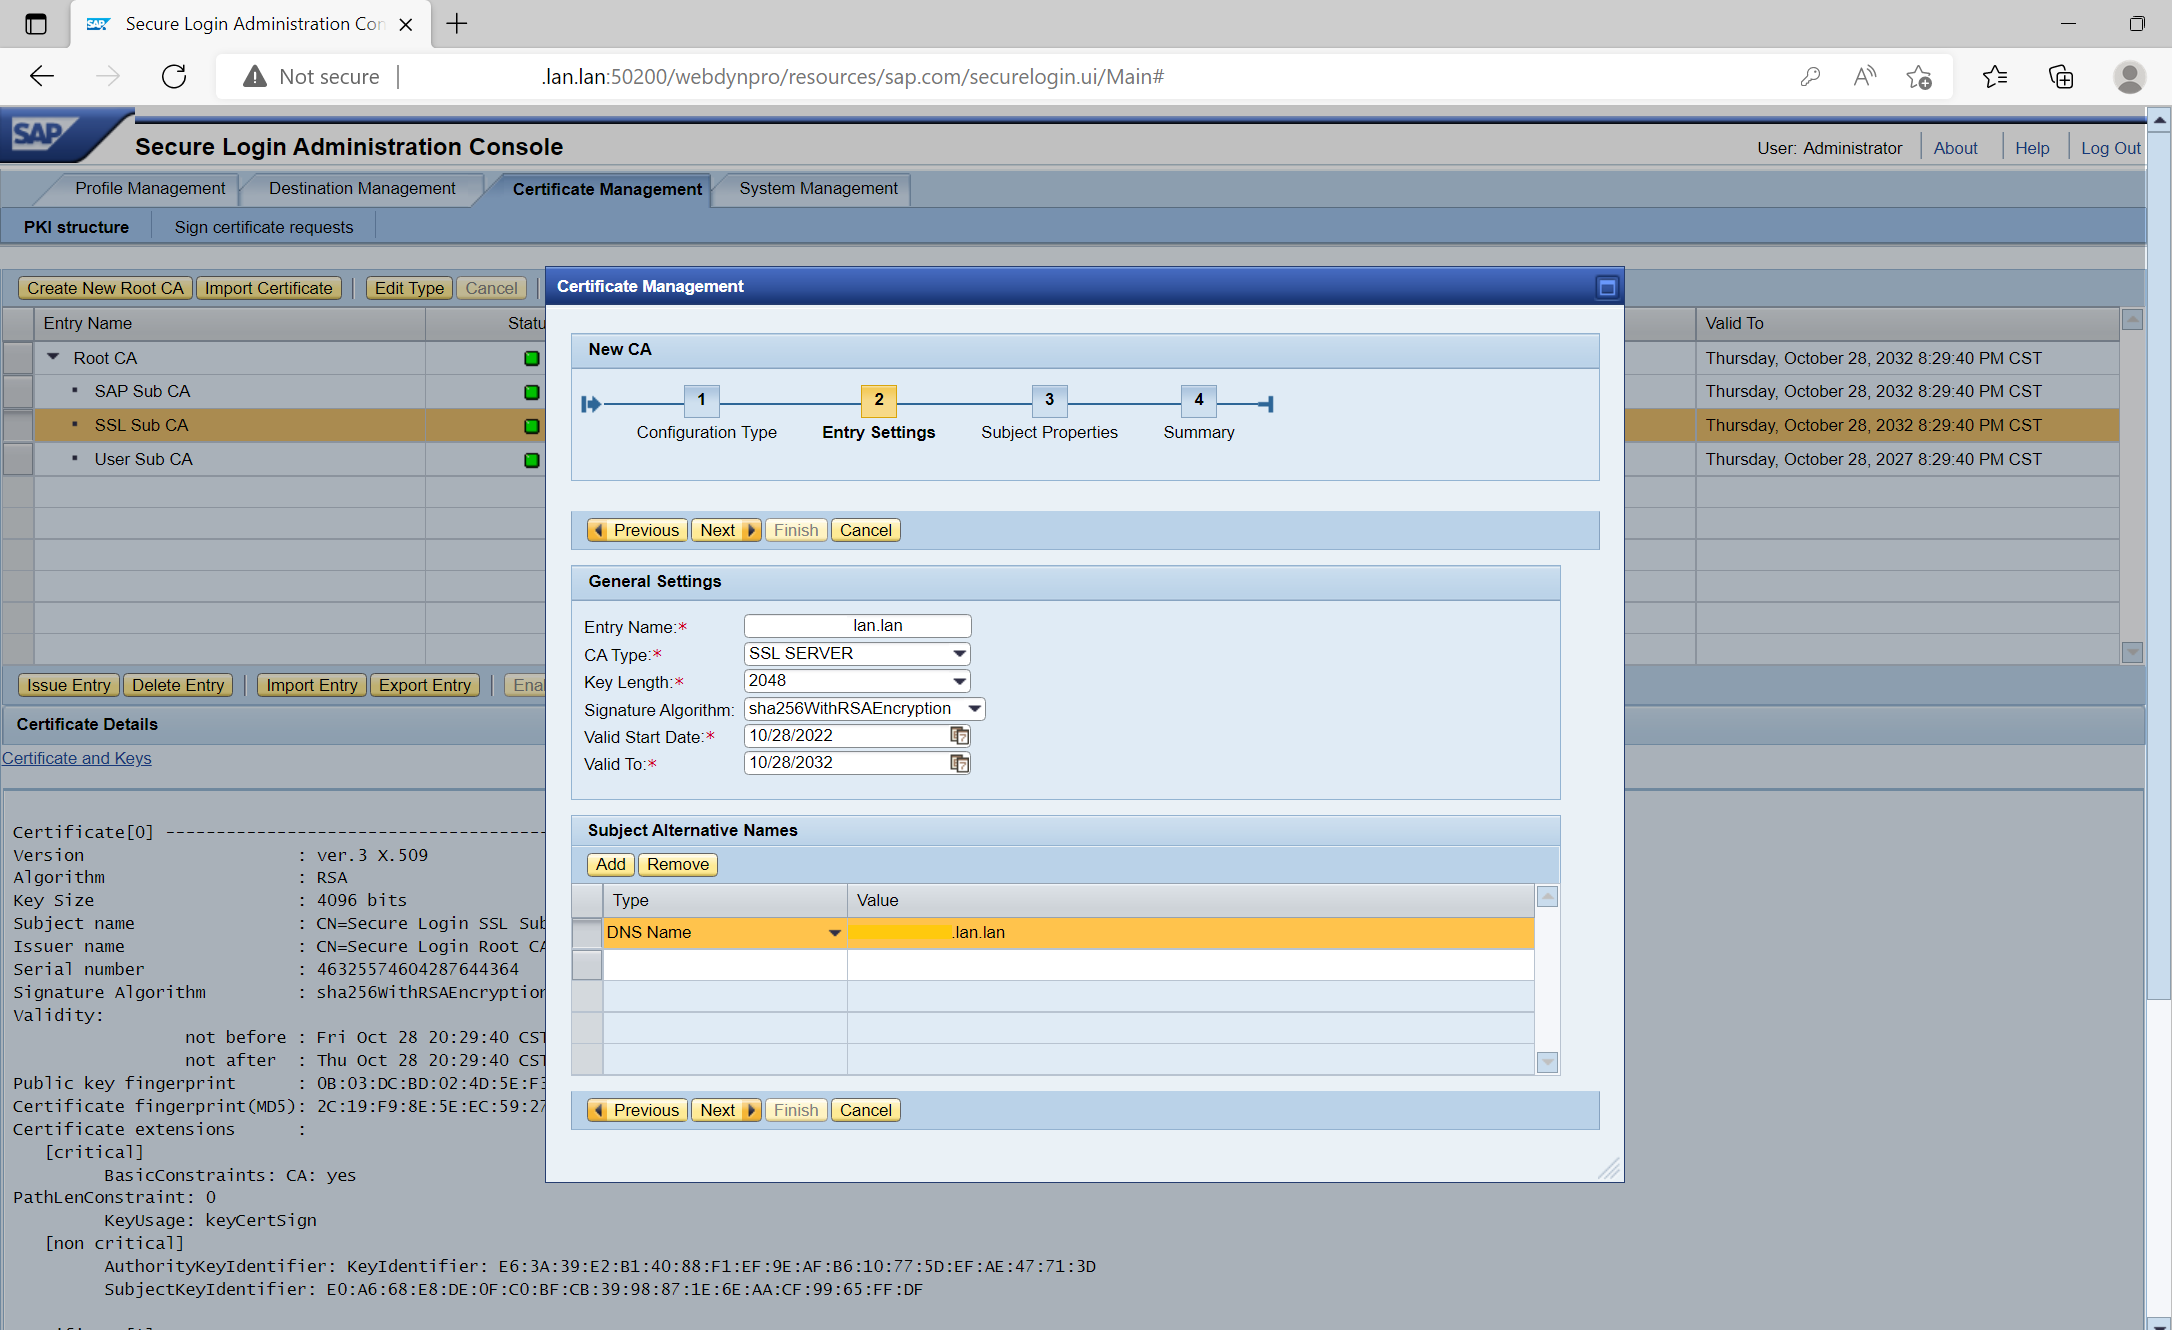 Secure Login Administration Con
Not secure
.lan.lan:50200/webdynpro/resources/sap.com/securelogin.ui/Main#
SAP
Secure Login Administration Console
User: Administrator
About
Help
Log Out
Profile Management
Destination Management
Certificate Management
System Management
PKI structure
Sign certificate requests
Create New Root CA
Import Certificate
Edit Type
Cancel
Entry Name
Statu
Valid To
Root CA
Thursday, October 28, 2032 8:29:40 PM CST
SAP Sub CA
Thursday, October 28, 2032 8:29:40 PM CST
SSL Sub CA
Thursday, October 28, 2032 8:29:40 PM CST
User Sub CA
Thursday, October 28, 2027 8:29:40 PM CST
Issue Entry
Delete Entry
Import Entry
Export Entry
Ena
Certificate Details
Certificate and Keys
Certificate[0] --------------------------------------
Version : ver.3 X.509
Algorithm : RSA
Key Size : 4096 bits
Subject name : CN=Secure Login SSL Sub
Issuer name : CN=Secure Login Root CA
Serial number : 46325574604287644364
Signature Algorithm : sha256WithRSAEncryption
Validity:
not before : Fri Oct 28 20:29:40 CST
not after : Thu Oct 28 20:29:40 CST
Public key fingerprint : 0B:03:DC:BD:02:4D:5E:F3
Certificate fingerprint(MD5): 2C:19:F9:8E:5E:EC:59:27
Certificate extensions :
[critical]
BasicConstraints: CA: yes
PathLenConstraint: 0
KeyUsage: keyCertSign
[non critical]
AuthorityKeyIdentifier: KeyIdentifier: E6:3A:39:E2:B1:40:88:F1:EF:9E:AF:B6:10:77:5D:EF:AE:47:71:3D
SubjectKeyIdentifier: E0:A6:68:E8:DE:0F:C0:BF:CB:39:98:87:1E:6E:AA:CF:99:65:FF:DF
Certificate Management
New CA
1
2
3
4
Configuration Type
Entry Settings
Subject Properties
Summary
Previous
Next
Finish
Cancel
General Settings
Entry Name:* lan.lan
CA Type:* SSL SERVER
Key Length:* 2048
Signature Algorithm: sha256WithRSAEncryption
Valid Start Date:* 10/28/2022
Valid To:* 10/28/2032
Subject Alternative Names
Add
Remove
Type
Value
DNS Name
.lan.lan
Previous
Next
Finish
Cancel